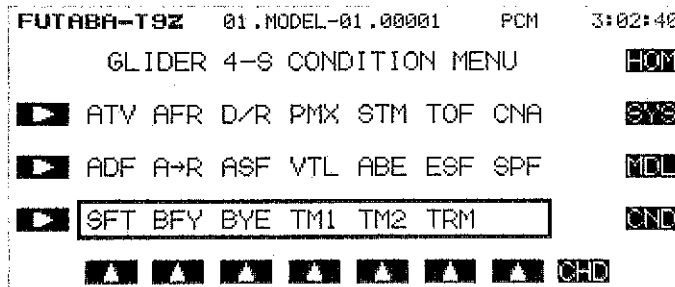 FUTABA-T9Z 01.MODEL-01.00001 PCM 3:02:40
GLIDER 4-S CONDITION MENU HOM
ATV AFR D/R PMX STM TOF CNA SYS
ADF A→R ASF VTL ABE ESF SPF MDL
SFT BFY BYE TM1 TM2 TRM CND
CHD